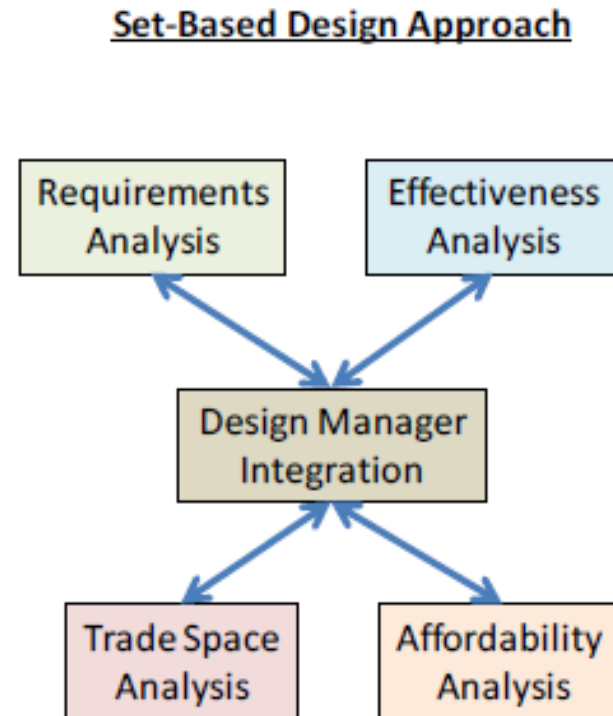 Set-Based Design Approach
Requirements
Analysis
Effectiveness
Analysis
Design Manager
Integration
Trade Space
Analysis
Affordability
Analysis